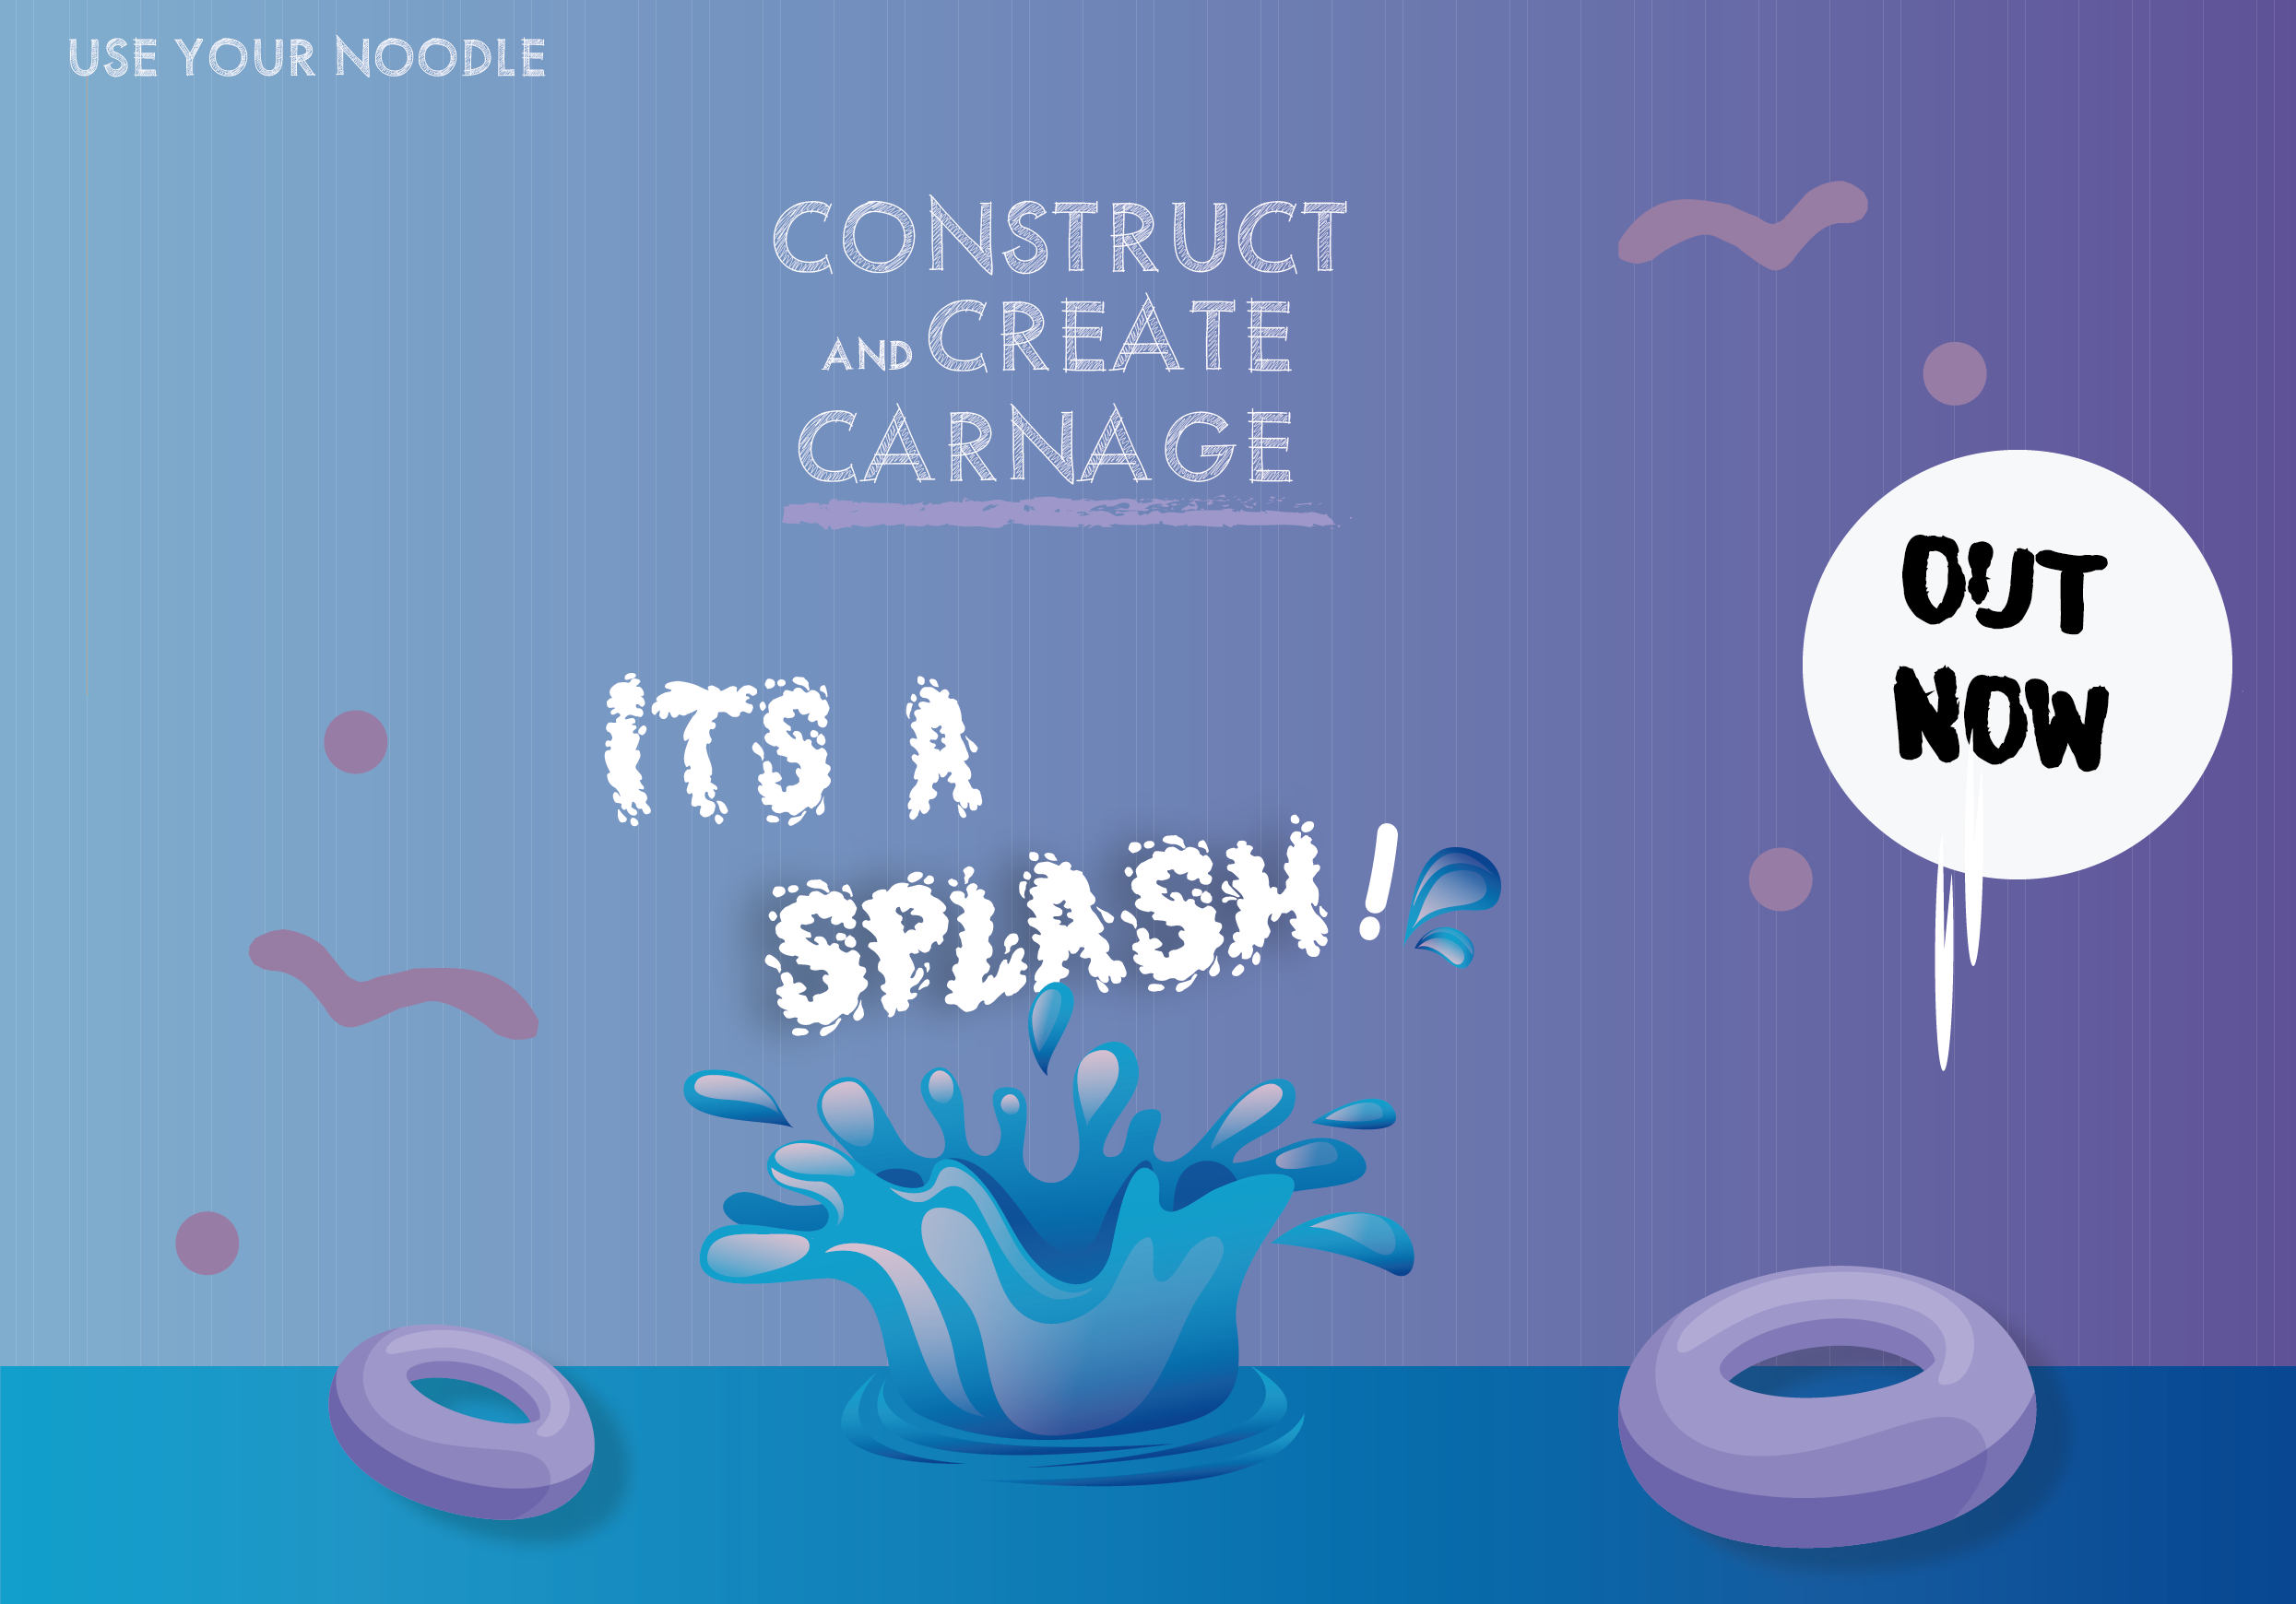 USE YOUR NOODLE
CONSTRUCT
AND CREATE
CARNAGE
ITS A
SPLASH!
OUT
NOW